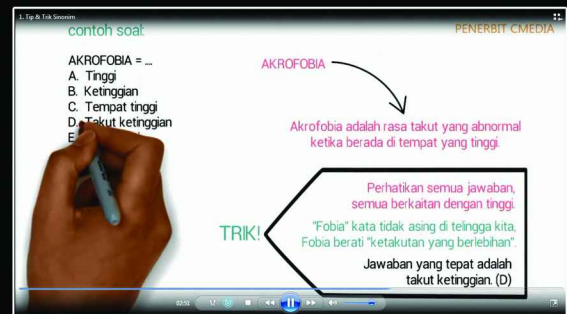 1. Tip & Trik Sinonim
contoh soal:
PENERBIT CMEDIA
AKROFOBIA = ...
A. Tinggi
B. Ketinggian
C. Tempat tinggi
D. Takut ketinggian
E
AKROFOBIA
Akrofobia adalah rasa takut yang abnormal
ketika berada di tempat yang tinggi.
TRIK!
Perhatikan semua jawaban,
semua berkaitan dengan tinggi.
"Fobia" kata tidak asing di telingga kita,
Fobia berati "ketakutan yang berlebihan".
Jawaban yang tepat adalah
takut ketinggian. (D)
02:51